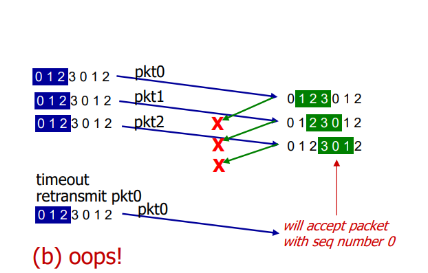 0 1 2 3 0 1 2 pkt0
0 1 2 3 0 1 2
0 1 2 3 0 1 2 pkt1
0 1 2 3 0 1 2
0 1 2 3 0 1 2 pkt2
X
0 1 2 3 0 1 2
X
X
timeout
retransmit pkt0
0 1 2 3 0 1 2 pkt0
will accept packet
with seq number 0
(b) oops!